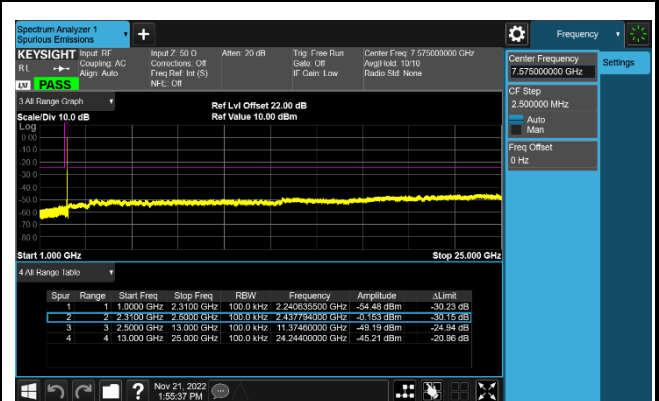 Spectrum Analyzer 1
Spurious Emissions
Frequency
KEYSIGHT Input: RF Input Z: 50 Ω Atten: 20 dB Trig: Free Run Center Freq: 7.575000000 GHz
RL Coupling: AC Corrections: Off Gate: Off Avg|Hold: 10/10
Align: Auto Freq Ref: Int (S) IF Gain: Low Radio Std: None
NFE: Off
LXI PASS
Center Frequency
7.575000000 GHz
Settings
CF Step
2.500000 MHz
Auto
Man
Freq Offset
0 Hz
3 All Range Graph
Ref Lvl Offset 22.00 dB
Scale/Div 10.0 dB Ref Value 10.00 dBm
Log
0.00
-10.0
-20.0
-30.0
-40.0
-50.0
-60.0
-70.0
-80.0
Start 1.000 GHz Stop 25.000 GHz
4 All Range Table
Spur Range Start Freq Stop Freq RBW Frequency Amplitude ΔLimit
1 1 1.0000 GHz 2.3100 GHz 100.0 kHz 2.240635500 GHz -54.48 dBm -30.23 dB
2 2 2.3100 GHz 2.5000 GHz 100.0 kHz 2.437794000 GHz -0.153 dBm -30.15 dB
3 3 2.5000 GHz 13.000 GHz 100.0 kHz 11.37460000 GHz -49.19 dBm -24.94 dB
4 4 13.000 GHz 25.000 GHz 100.0 kHz 24.24400000 GHz -45.21 dBm -20.96 dB
Nov 21, 2022
1:55:37 PM